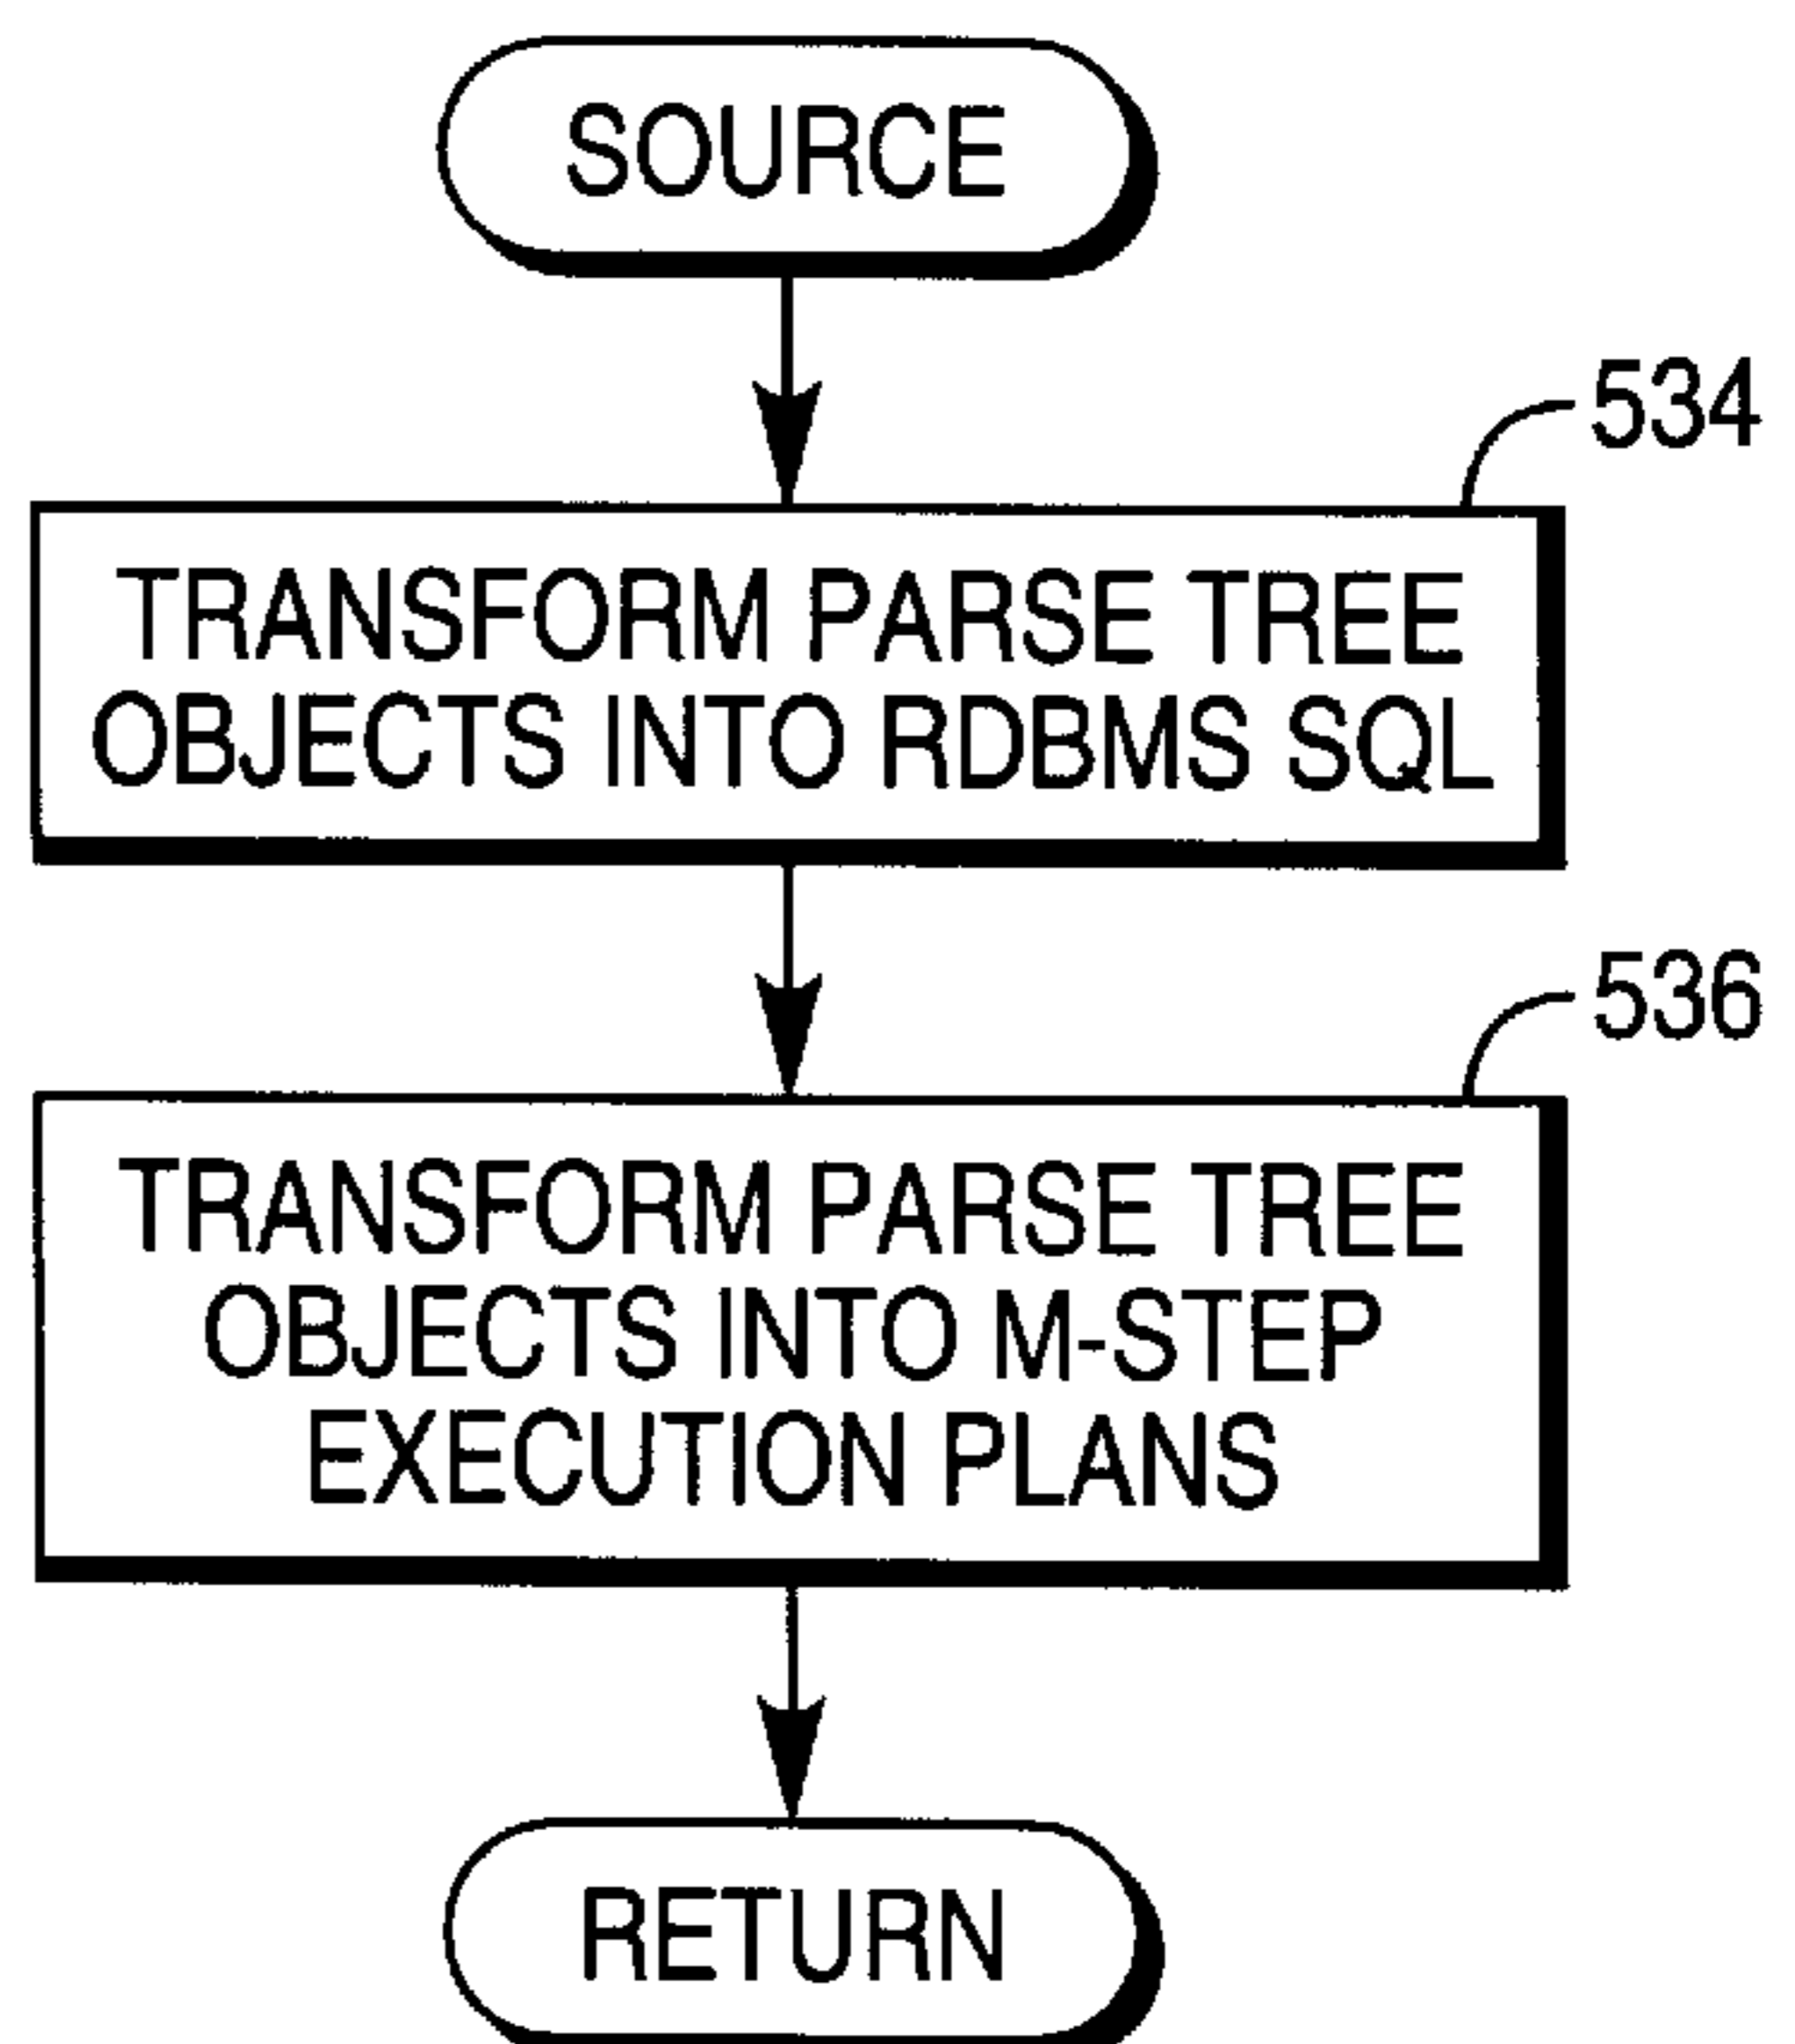 SOURCE
534
TRANSFORM PARSE TREE
OBJECTS INTO RDBMS SQL
536
TRANSFORM PARSE TREE
OBJECTS INTO M-STEP
EXECUTION PLANS
RETURN